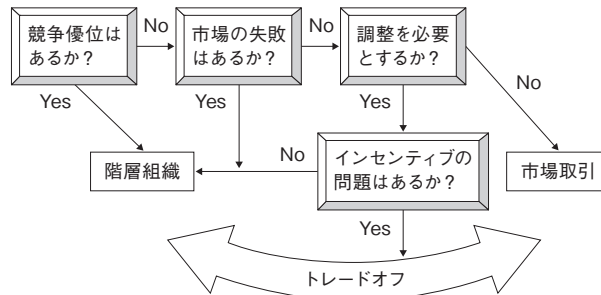 競争優位は
あるか？
No
市場の失敗
はあるか？
No
調整を必要
とするか？
Yes
Yes
Yes
No
階層組織
No
インセンティブの
問題はあるか？
市場取引
Yes
トレードオフ